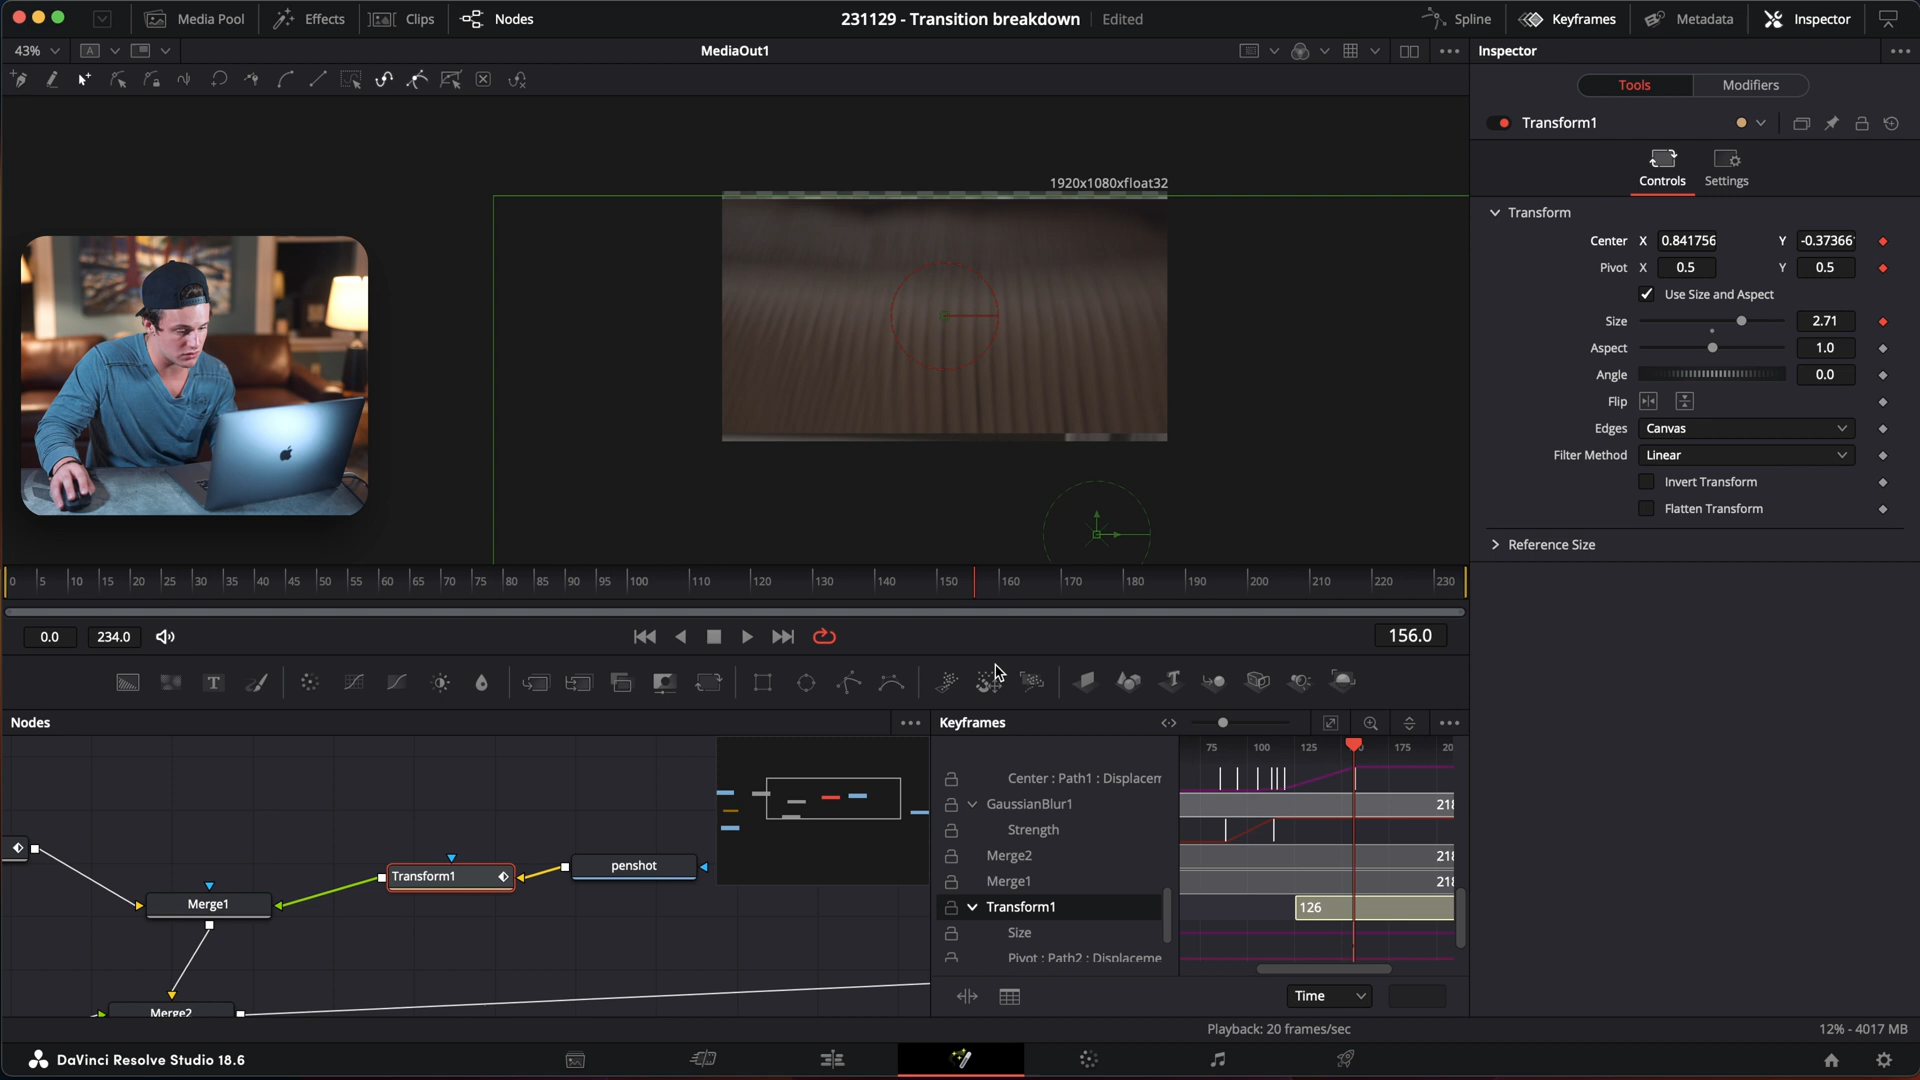 Media Pool
Effects
Clips
Nodes
231129 - Transition breakdown
Edited
Spline
Keyframes
Metadata
Inspector
43%
A
MediaOut1
Inspector
Tools
Modifiers
Transform1
Controls
Settings
1920x1080xfloat32
Transform
Center X 0.841756 Y -0.37366
Pivot X 0.5 Y 0.5
Use Size and Aspect
Size 2.71
Aspect 1.0
Angle 0.0
Flip
Edges Canvas
Filter Method Linear
Invert Transform
Flatten Transform
Reference Size
0 5 10 15 20 25 30 35 40 45 50 55 60 65 70 75 80 85 90 95 100 110 120 130 140 150 160 170 180 190 200 210 220 230
0.0
234.0
156.0
T
T
Nodes
Keyframes
75 100 125 175 20
Center : Path1 : Displacem
GaussianBlur1 218
Strength
Merge2 218
Merge1 218
Transform1 126
Size
Pivot : Path2 : Displaceme
penshot
Transform1
Merge1
Merge2
Time
Playback: 20 frames/sec
12% - 4017 MB
DaVinci Resolve Studio 18.6